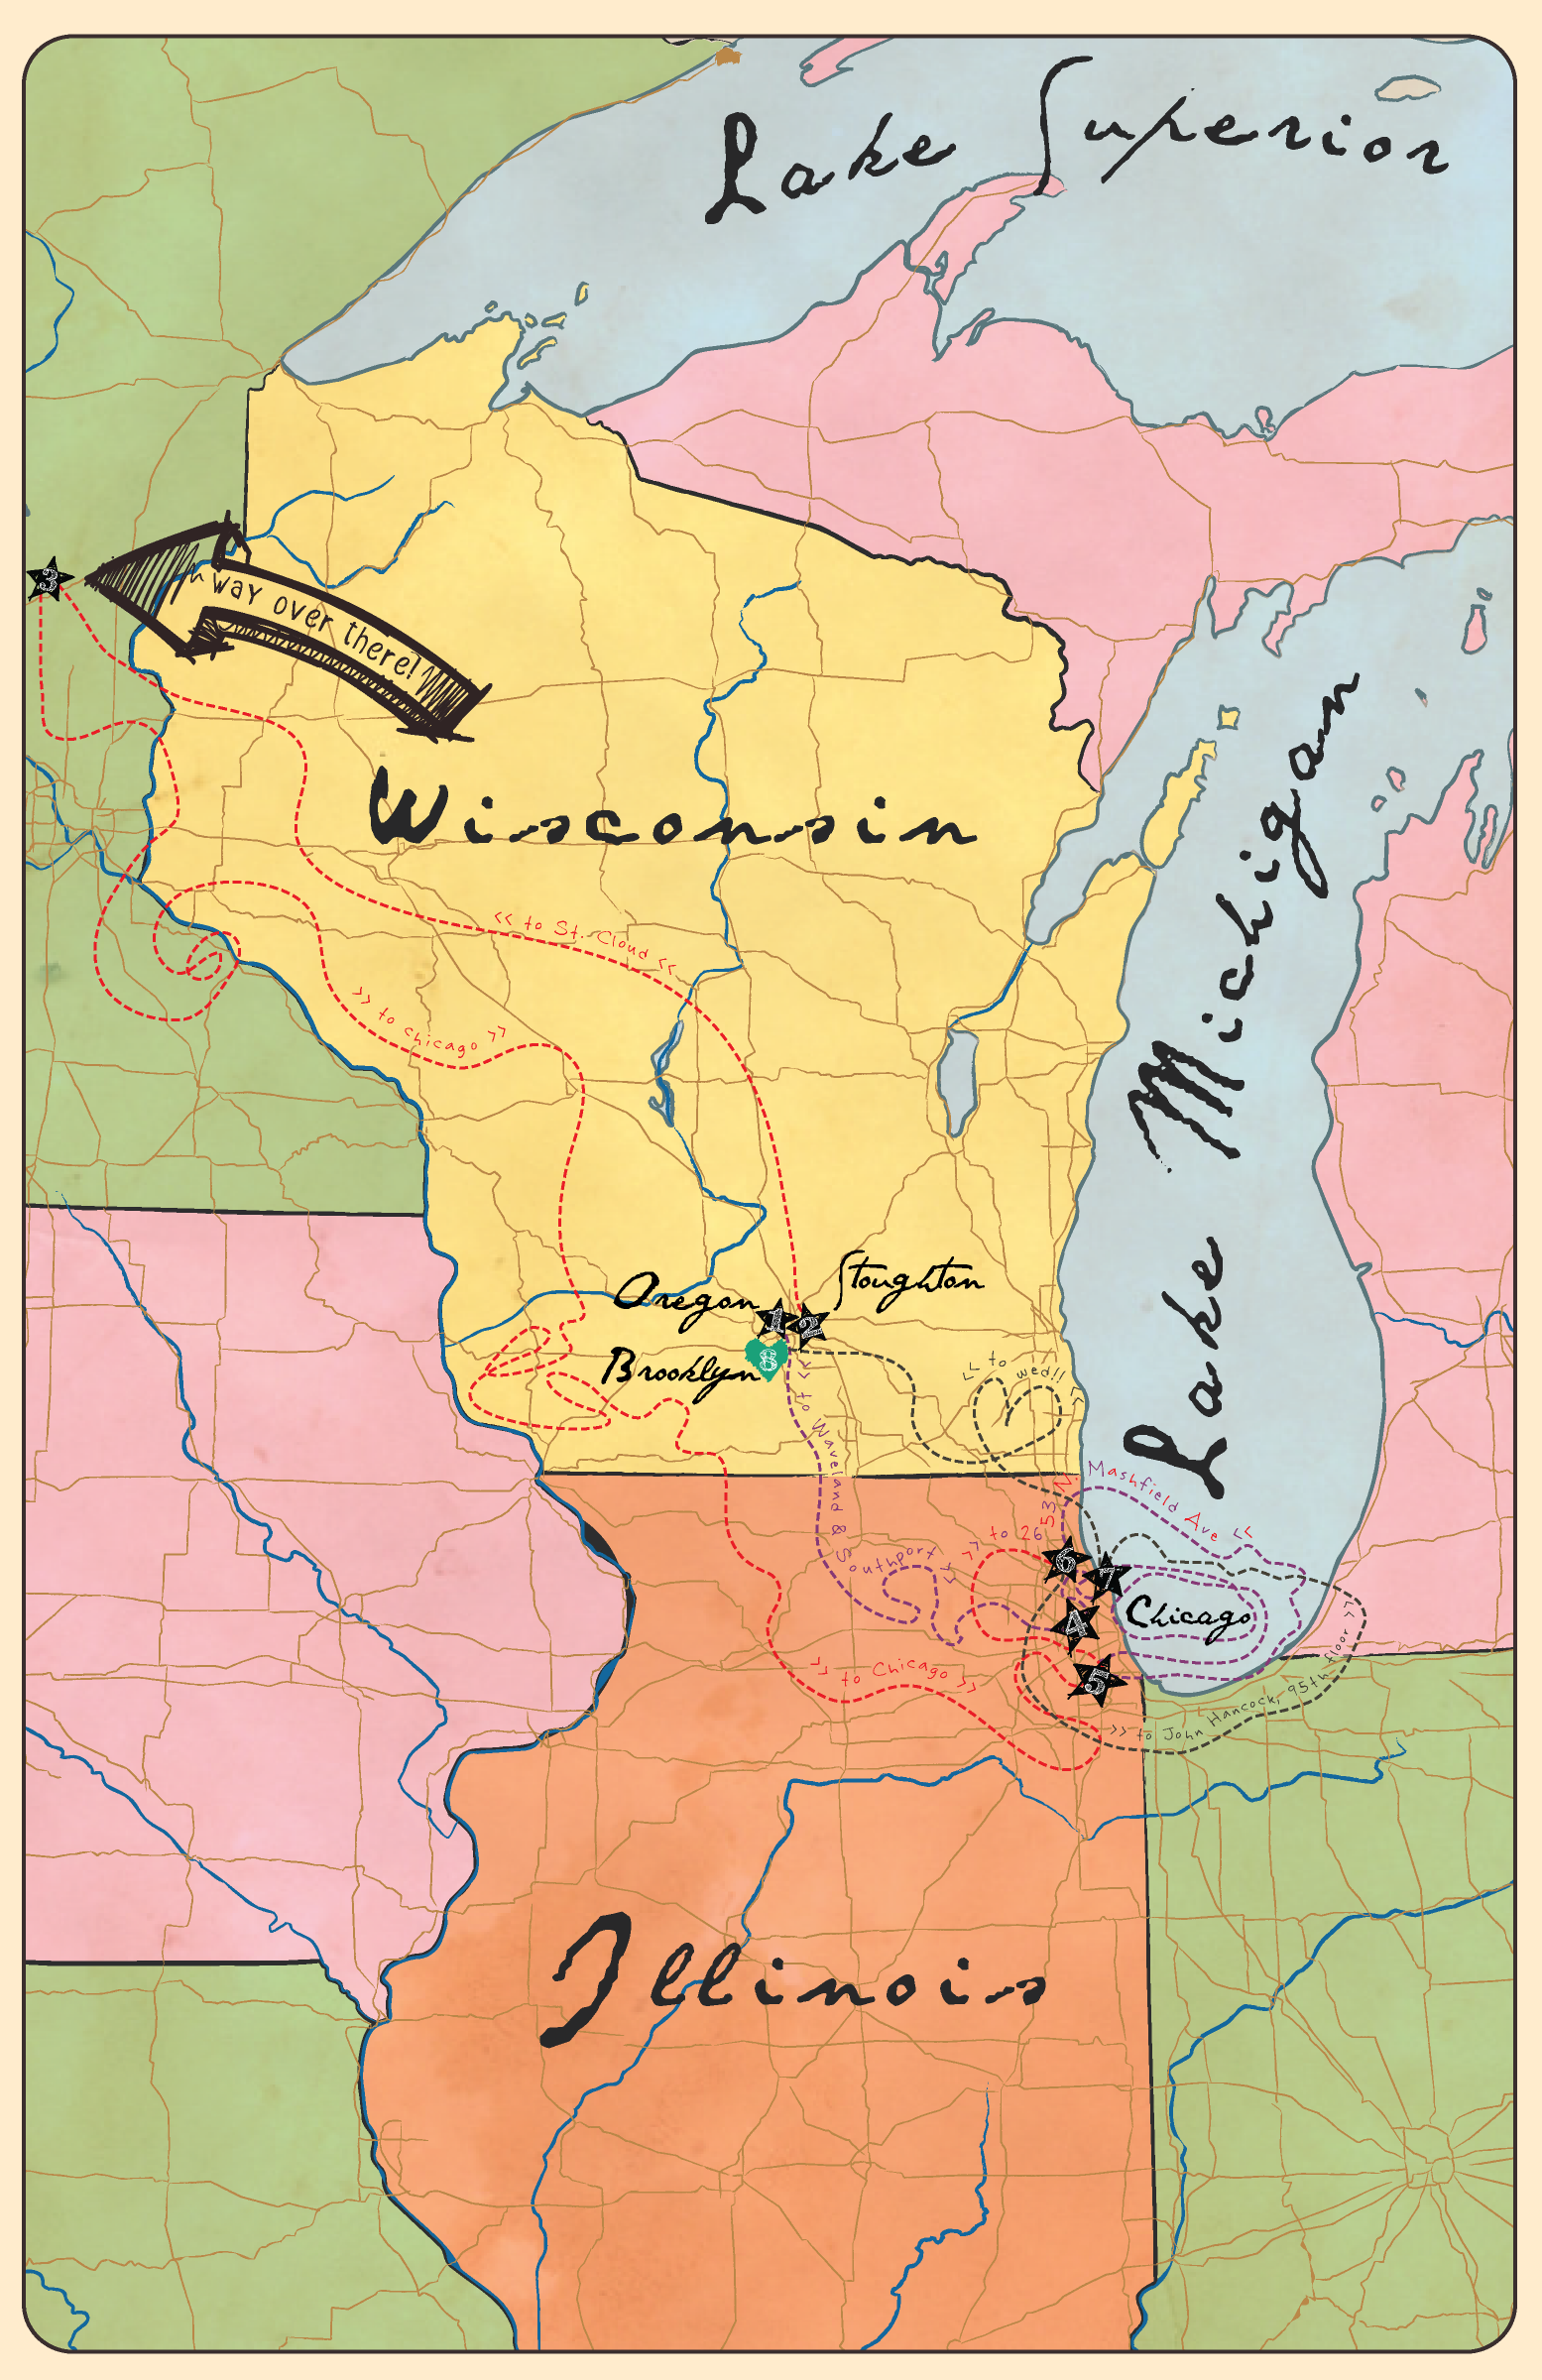 Lake Superior
3
way over there!
Lake Michigan
Wisconsin
<< to St. Cloud <<
>> to chicago >>
Stoughton
Oregon
1
2
Brooklyn
8
<< to wed!! <<
>> to Waveland & Southport <<
>> to 2653 N. Mashfield Ave <<
6
7
4
Chicago
>> to Chicago >>
5
>> to John Hancock, 95th floor >>
Illinois